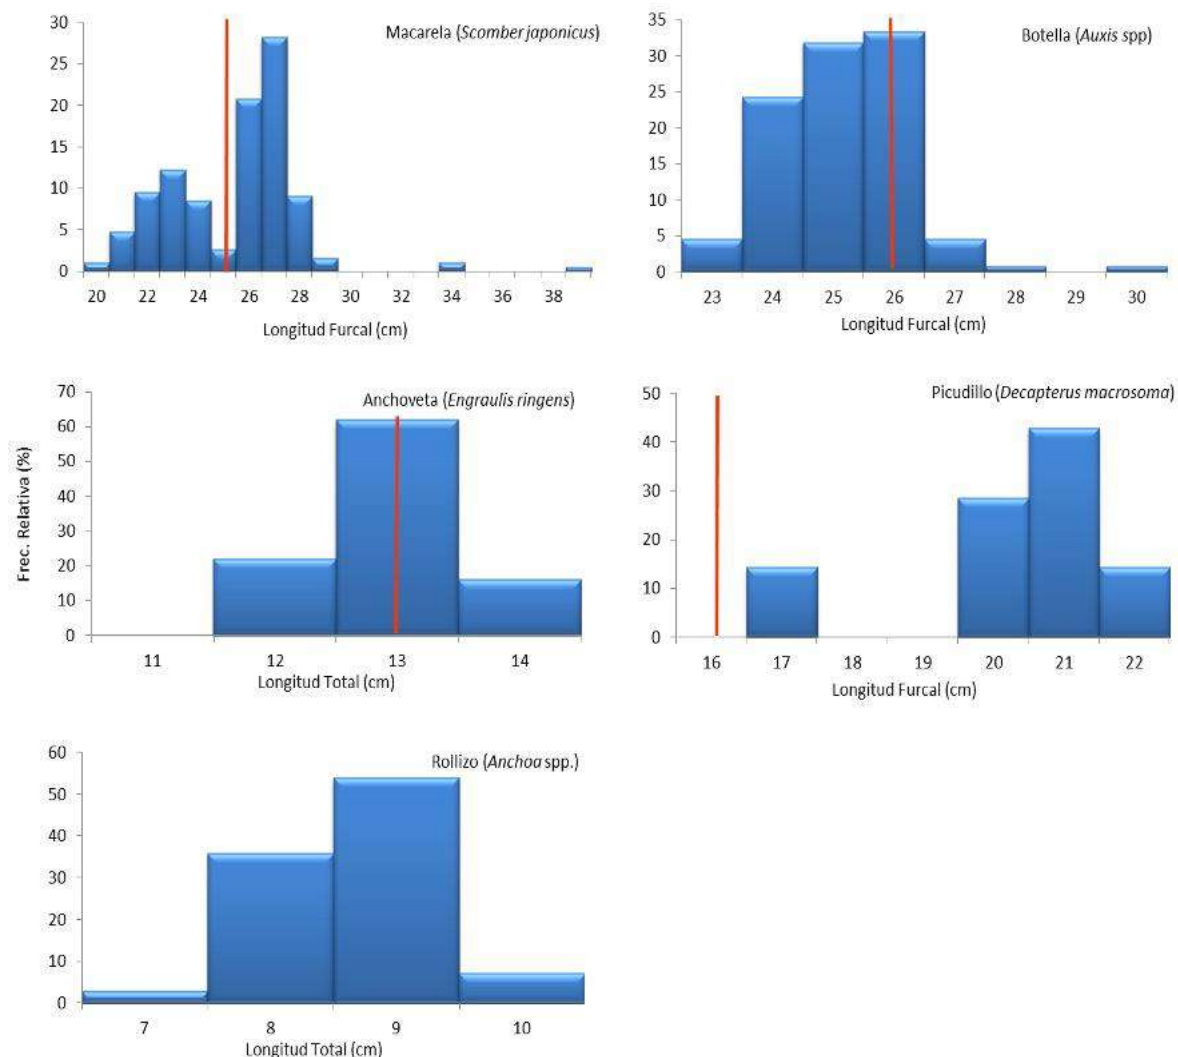 Macarela (Scomber japonicus)
30
25
20
15
10
5
0
20 22 24 26 28 30 32 34 36 38
Longitud Furcal (cm)
Botella (Auxis spp)
35
30
25
20
15
10
5
0
23 24 25 26 27 28 29 30
Longitud Furcal (cm)
Anchoveta (Engraulis ringens)
Frec. Relativa (%)
70
60
50
40
30
20
10
0
11 12 13 14
Longitud Total (cm)
Picudillo (Decapterus macrosoma)
50
40
30
20
10
0
16 17 18 19 20 21 22
Longitud Furcal (cm)
Rollizo (Anchoa spp.)
60
50
40
30
20
10
0
7 8 9 10
Longitud Total (cm)